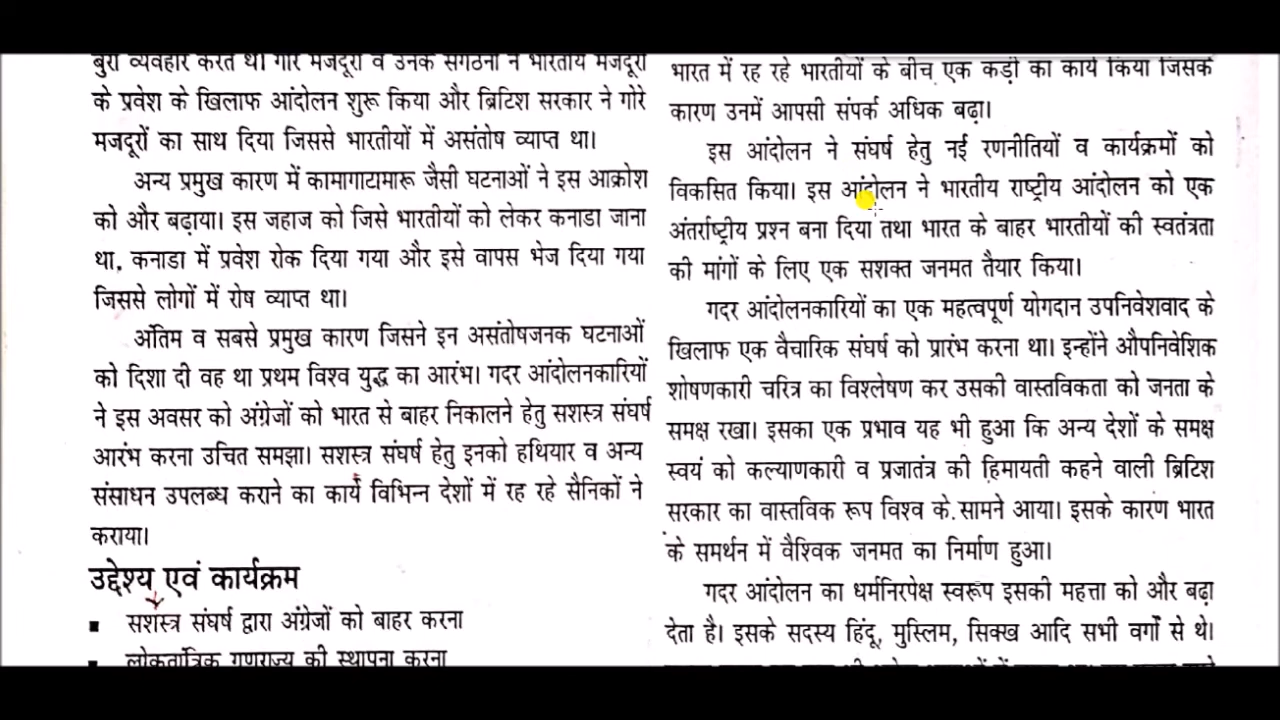 बुरा व्यवहार करते थे। गोरे मजदूरों व उनके संगठनों ने भारतीय मजदूरों
के प्रवेश के खिलाफ आंदोलन शुरू किया और ब्रिटिश सरकार ने गोरे
मजदूरों का साथ दिया जिससे भारतीयों में असंतोष व्याप्त था।
अन्य प्रमुख कारण में कामागाटामारू जैसी घटनाओं ने इस आक्रोश
को और बढ़ाया। इस जहाज को जिसे भारतीयों को लेकर कनाडा जाना
था, कनाडा में प्रवेश रोक दिया गया और इसे वापस भेज दिया गया
जिससे लोगों में रोष व्याप्त था।
अंतिम व सबसे प्रमुख कारण जिसने इन असंतोषजनक घटनाओं
को दिशा दी वह था प्रथम विश्व युद्ध का आरंभ। गदर आंदोलनकारियों
ने इस अवसर को अंग्रेजों को भारत से बाहर निकालने हेतु सशस्त्र संघर्ष
आरंभ करना उचित समझा। सशस्त्र संघर्ष हेतु इनको हथियार व अन्य
संसाधन उपलब्ध कराने का कार्य विभिन्न देशों में रह रहे सैनिकों ने
कराया।
उद्देश्य एवं कार्यक्रम
■ सशस्त्र संघर्ष द्वारा अंग्रेजों को बाहर करना
■ लोकतांत्रिक गणराज्य की स्थापना करना
भारत में रह रहे भारतीयों के बीच एक कड़ी का कार्य किया जिसके
कारण उनमें आपसी संपर्क अधिक बढ़ा।
इस आंदोलन ने संघर्ष हेतु नई रणनीतियों व कार्यक्रमों को
विकसित किया। इस आंदोलन ने भारतीय राष्ट्रीय आंदोलन को एक
अंतर्राष्ट्रीय प्रश्न बना दिया तथा भारत के बाहर भारतीयों की स्वतंत्रता
की मांगों के लिए एक सशक्त जनमत तैयार किया।
गदर आंदोलनकारियों का एक महत्वपूर्ण योगदान उपनिवेशवाद के
खिलाफ एक वैचारिक संघर्ष को प्रारंभ करना था। इन्होंने औपनिवेशिक
शोषणकारी चरित्र का विश्लेषण कर उसकी वास्तविकता को जनता के
समक्ष रखा। इसका एक प्रभाव यह भी हुआ कि अन्य देशों के समक्ष
स्वयं को कल्याणकारी व प्रजातंत्र की हिमायती कहने वाली ब्रिटिश
सरकार का वास्तविक रूप विश्व के सामने आया। इसके कारण भारत
के समर्थन में वैश्विक जनमत का निर्माण हुआ।
गदर आंदोलन का धर्मनिरपेक्ष स्वरूप इसकी महत्ता को और बढ़ा
देता है। इसके सदस्य हिंदू, मुस्लिम, सिक्ख आदि सभी वर्गों से थे।